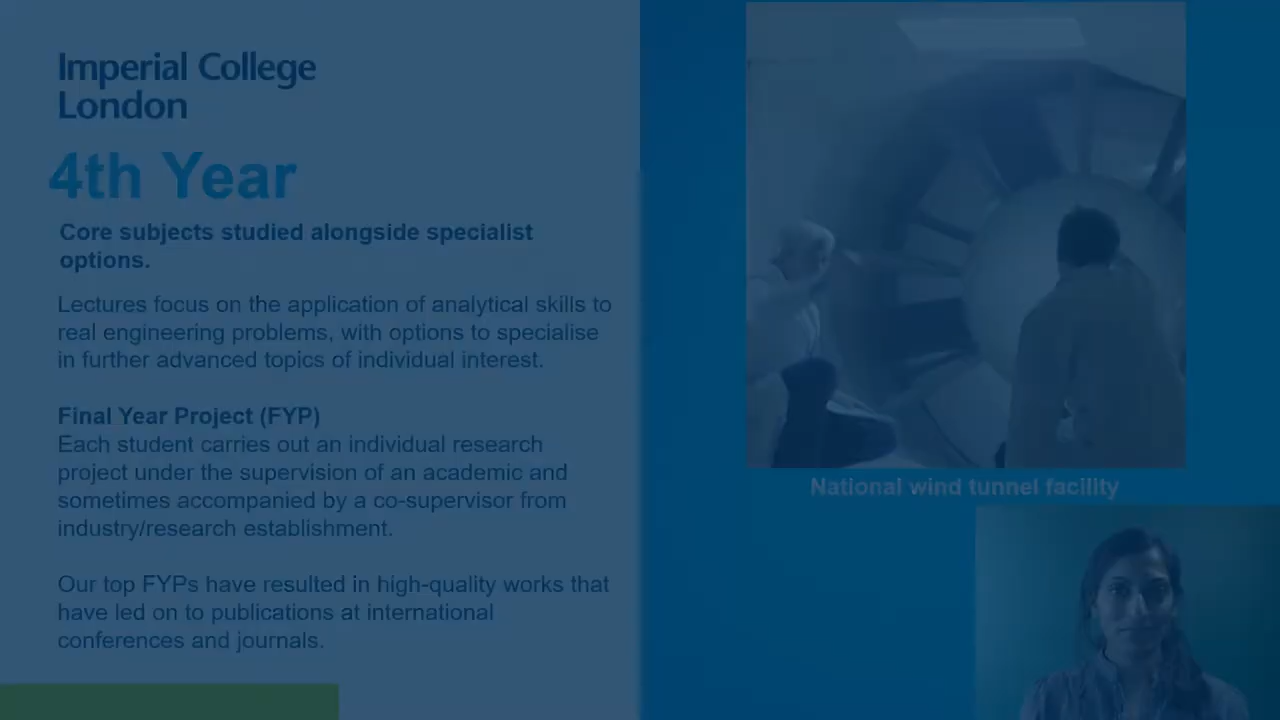 Imperial College
London
4th Year
Core subjects studied alongside specialist
options.
Lectures focus on the application of analytical skills to
real engineering problems, with options to specialise
in further advanced topics of individual interest.
Final Year Project (FYP)
Each student carries out an individual research
project under the supervision of an academic and
sometimes accompanied by a co-supervisor from
industry/research establishment.
Our top FYPs have resulted in high-quality works that
have led on to publications at international
conferences and journals.
National wind tunnel facility